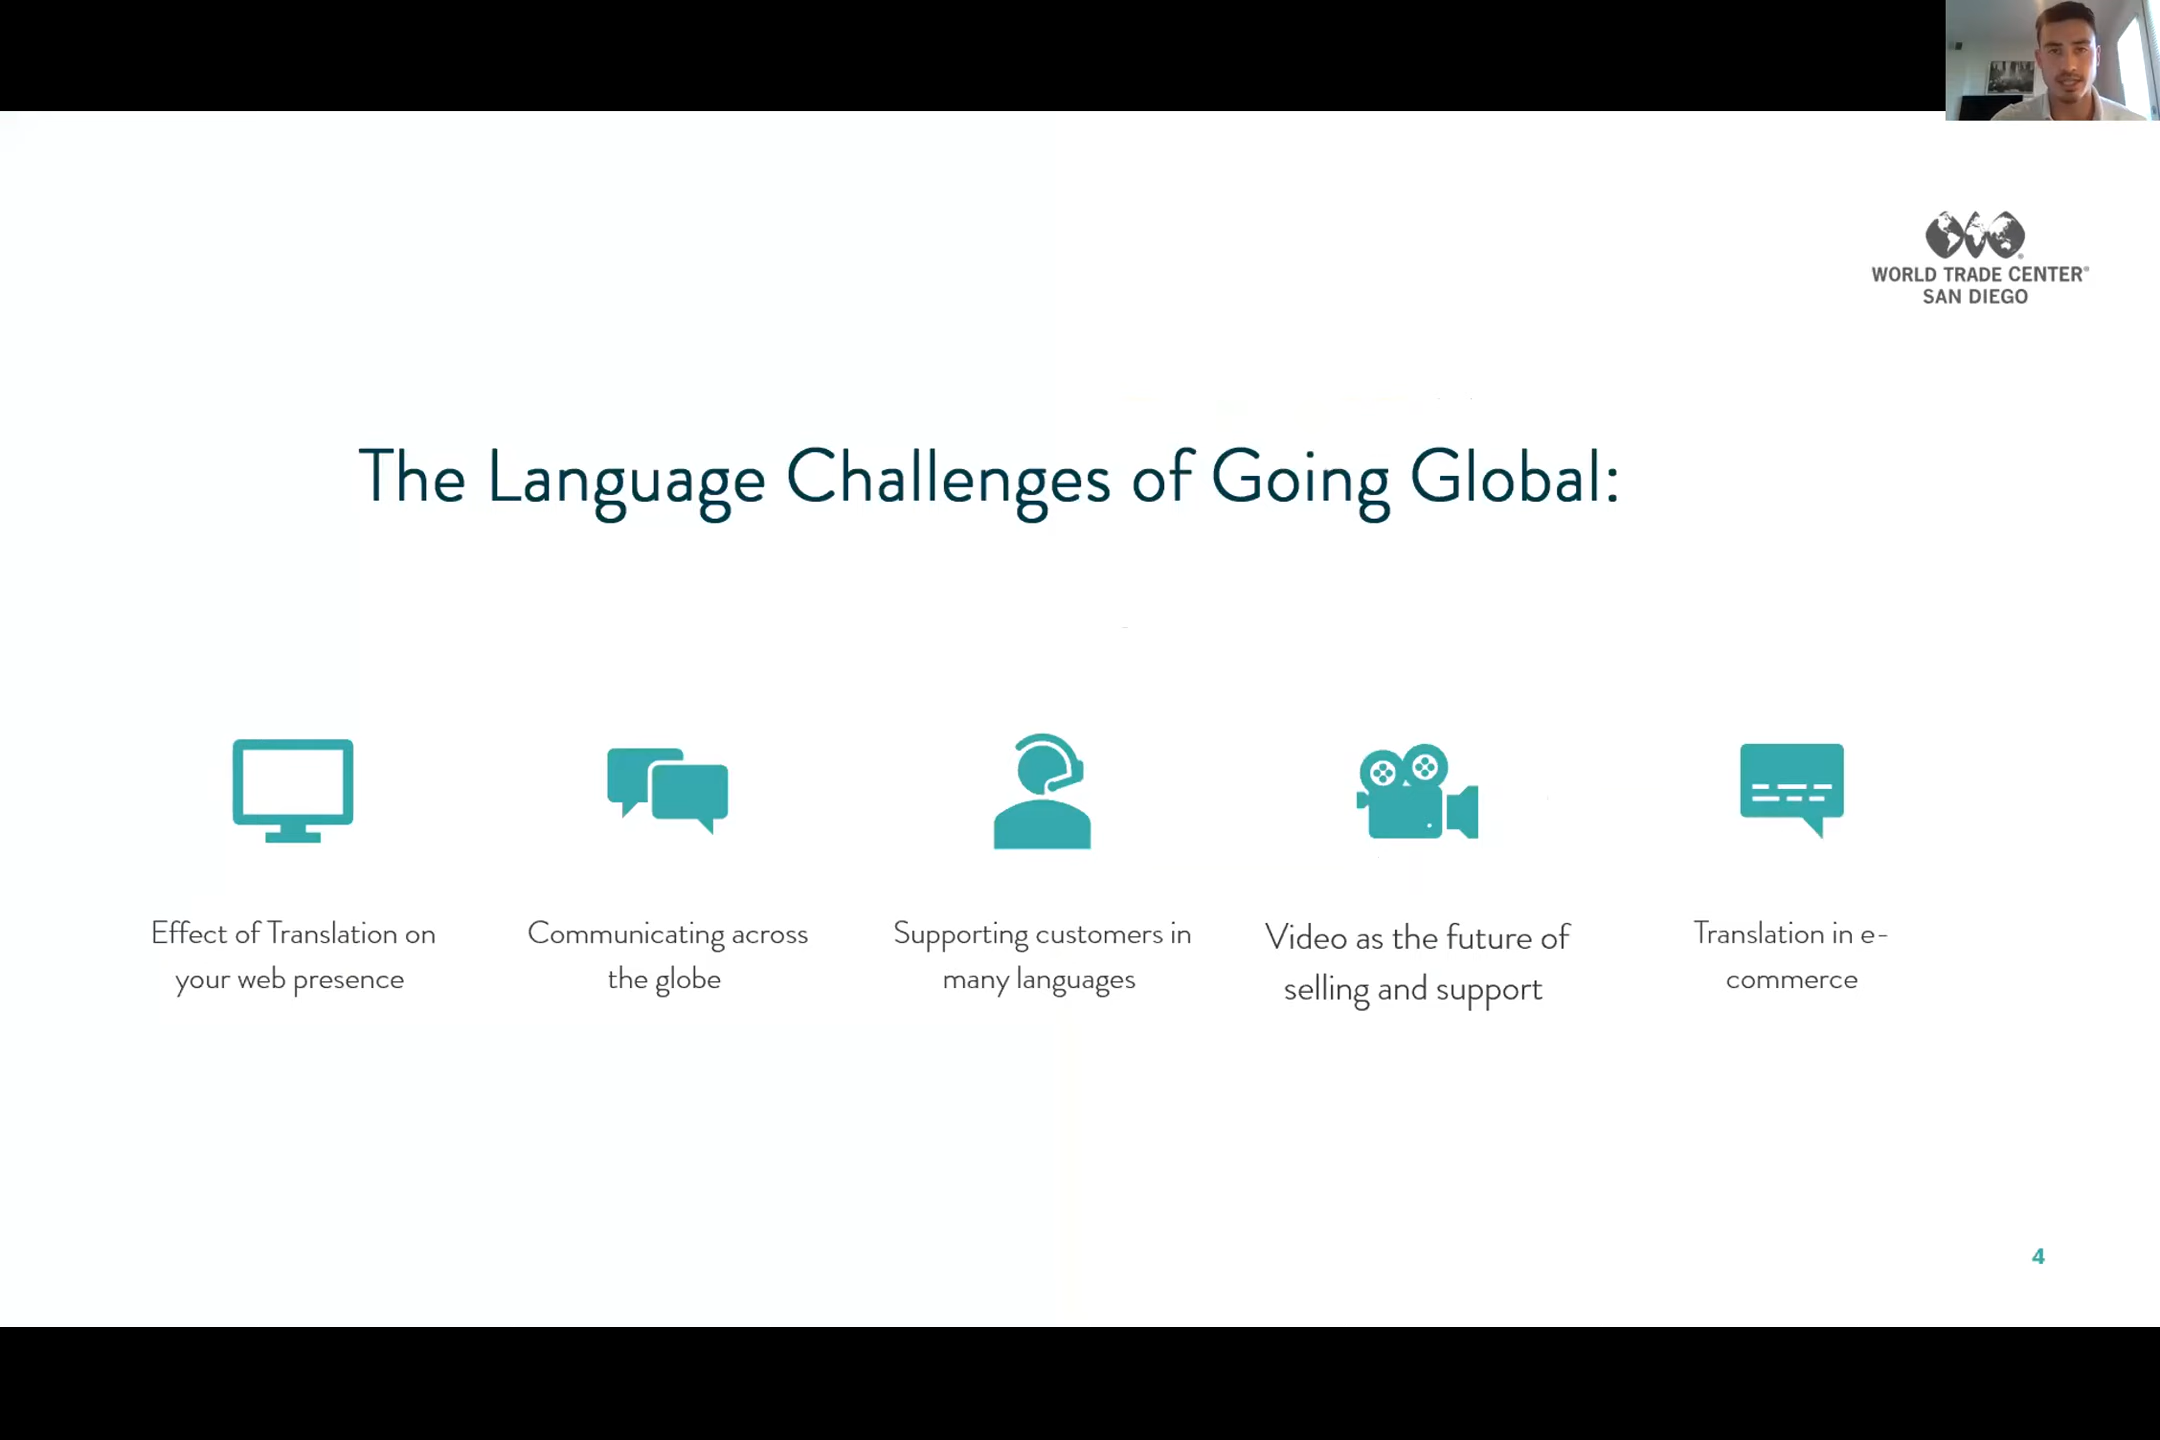 WORLD TRADE CENTER®
SAN DIEGO
The Language Challenges of Going Global:
Effect of Translation on
your web presence
Communicating across
the globe
Supporting customers in
many languages
Video as the future of
selling and support
Translation in e-
commerce
4